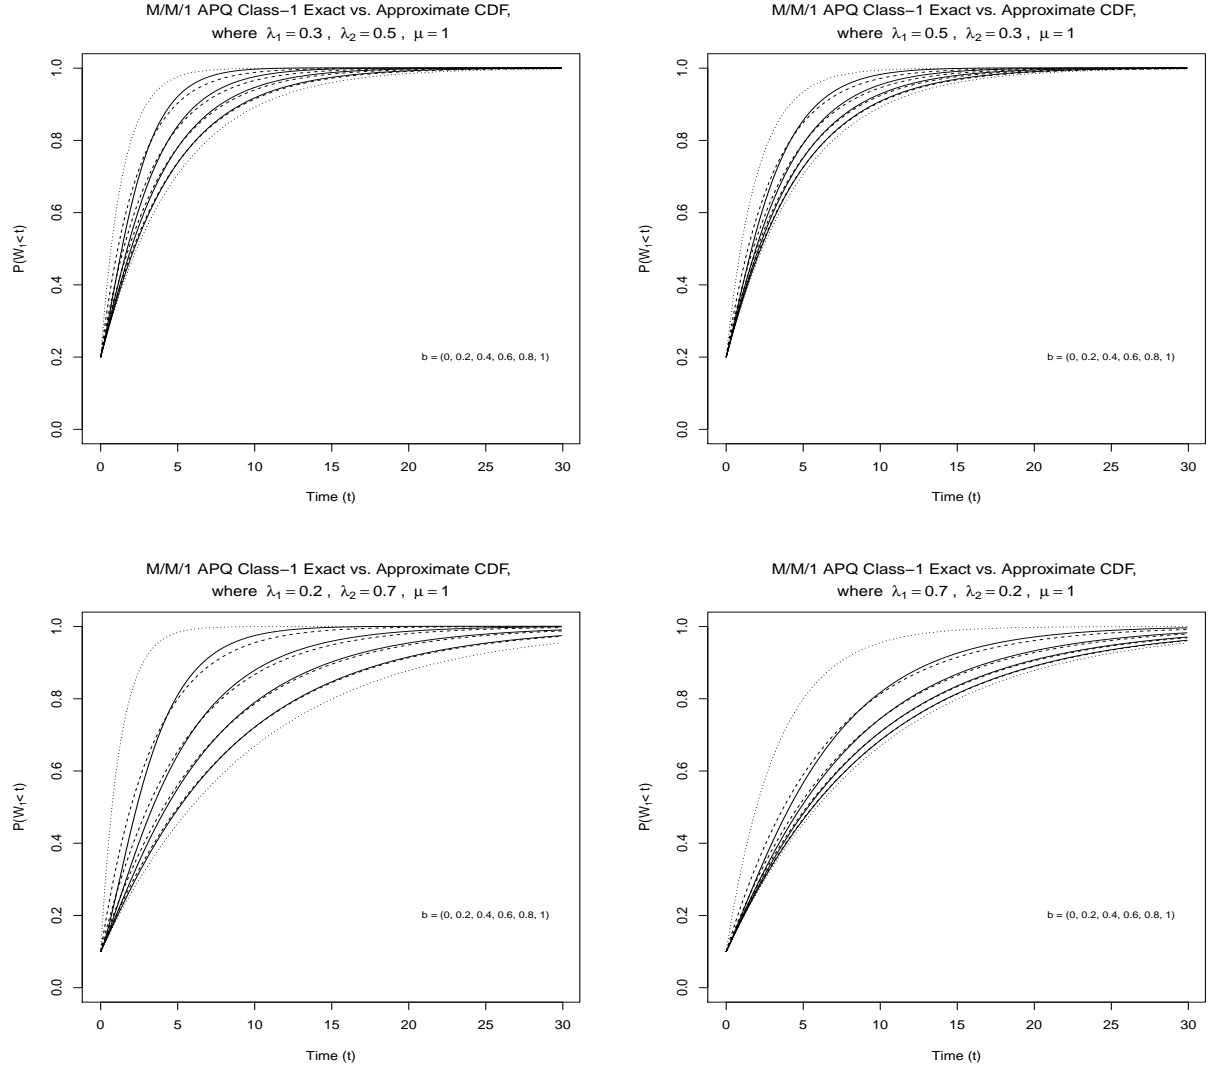 M/M/1 APQ Class−1 Exact vs. Approximate CDF,
where λ₁ = 0.3 , λ₂ = 0.5 , μ = 1
1.0
0.8
0.6
0.4
0.2
0.0
P(W₁< t)
b = (0, 0.2, 0.4, 0.6, 0.8, 1)
0 5 10 15 20 25 30
Time (t)
M/M/1 APQ Class−1 Exact vs. Approximate CDF,
where λ₁ = 0.5 , λ₂ = 0.3 , μ = 1
1.0
0.8
0.6
0.4
0.2
0.0
P(W₁< t)
b = (0, 0.2, 0.4, 0.6, 0.8, 1)
0 5 10 15 20 25 30
Time (t)
M/M/1 APQ Class−1 Exact vs. Approximate CDF,
where λ₁ = 0.2 , λ₂ = 0.7 , μ = 1
1.0
0.8
0.6
0.4
0.2
0.0
P(W₁< t)
b = (0, 0.2, 0.4, 0.6, 0.8, 1)
0 5 10 15 20 25 30
Time (t)
M/M/1 APQ Class−1 Exact vs. Approximate CDF,
where λ₁ = 0.7 , λ₂ = 0.2 , μ = 1
1.0
0.8
0.6
0.4
0.2
0.0
P(W₁< t)
b = (0, 0.2, 0.4, 0.6, 0.8, 1)
0 5 10 15 20 25 30
Time (t)